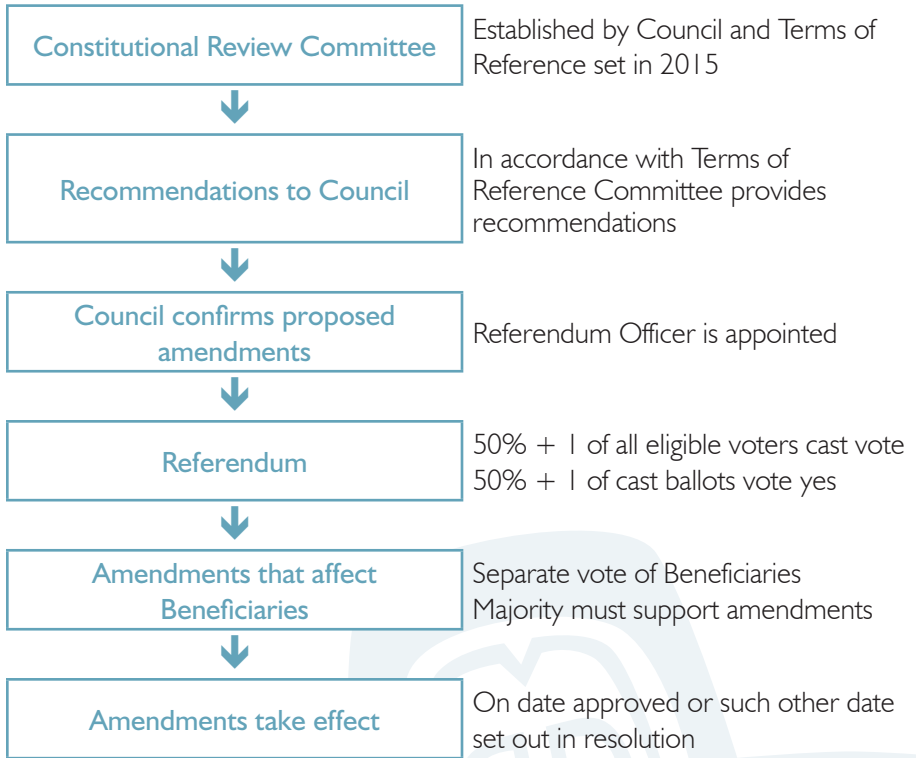 Constitutional Review Committee
Established by Council and Terms of
Reference set in 2015
Recommendations to Council
In accordance with Terms of
Reference Committee provides
recommendations
Council confirms proposed
amendments
Referendum Officer is appointed
Referendum
50% + 1 of all eligible voters cast vote
50% + 1 of cast ballots vote yes
Amendments that affect
Beneficiaries
Separate vote of Beneficiaries
Majority must support amendments
Amendments take effect
On date approved or such other date
set out in resolution